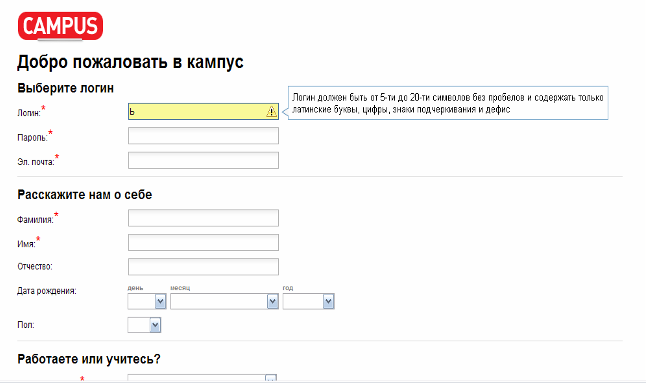 CAMPUS
Добро пожаловать в кампус
Выберите логин
Логин:* ь
Логин должен быть от 5-ти до 20-ти символов без пробелов и содержать только
латинские буквы, цифры, знаки подчеркивания и дефис
Пароль:*
Эл. почта:*
Расскажите нам о себе
Фамилия:*
Имя:*
Отчество:
Дата рождения: день месяц год
Пол:
Работаете или учитесь?
*